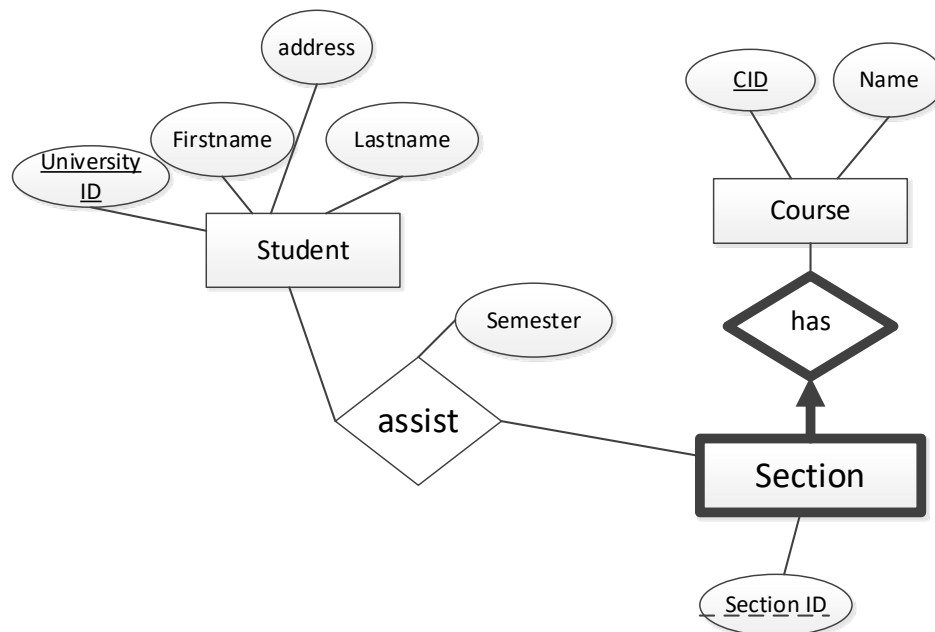 address
CID
Name
Firstname
Lastname
University
ID
Course
Student
Semester
has
assist
Section
Section ID